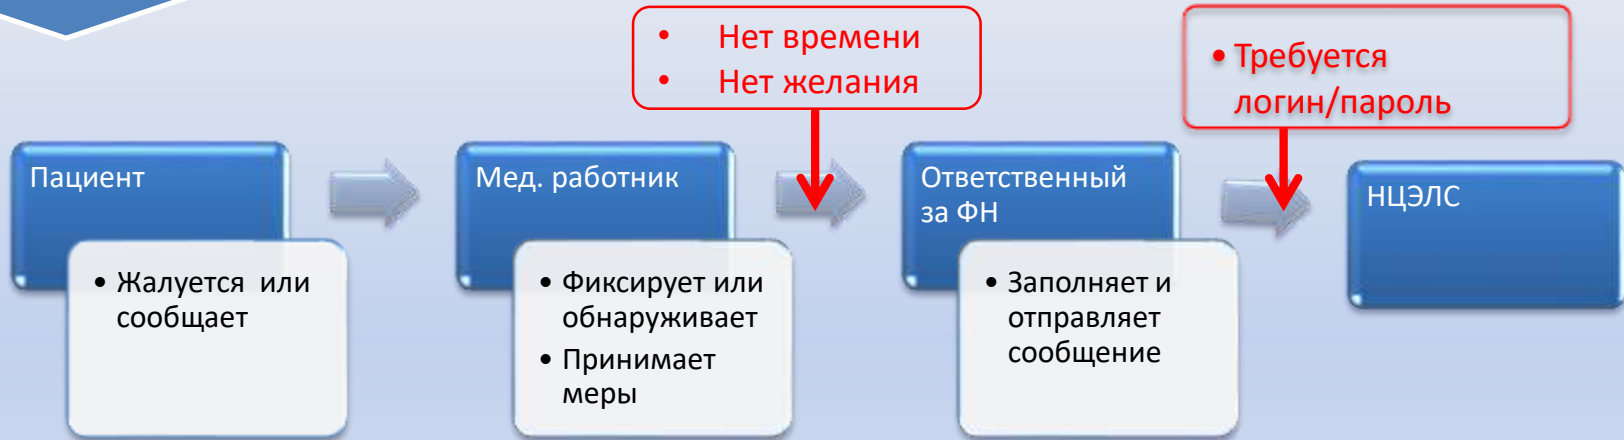 • Нет времени
• Нет желания
• Требуется
логин/пароль
Пациент
• Жалуется или
сообщает
Мед. работник
• Фиксирует или
обнаруживает
• Принимает
меры
Ответственный
за ФН
• Заполняет и
отправляет
сообщение
НЦЭЛС